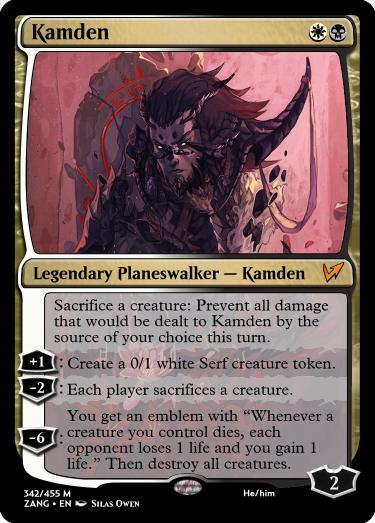 Kamden
Legendary Planeswalker — Kamden
Sacrifice a creature: Prevent all damage
that would be dealt to Kamden by the
source of your choice this turn.
+1 : Create a 0/1 white Serf creature token.
−2 : Each player sacrifices a creature.
You get an emblem with “Whenever a
creature you control dies, each
−6 : opponent loses 1 life and you gain 1
life.” Then destroy all creatures.
2
342/455 M
ZANG • EN Silas Owen
He/him